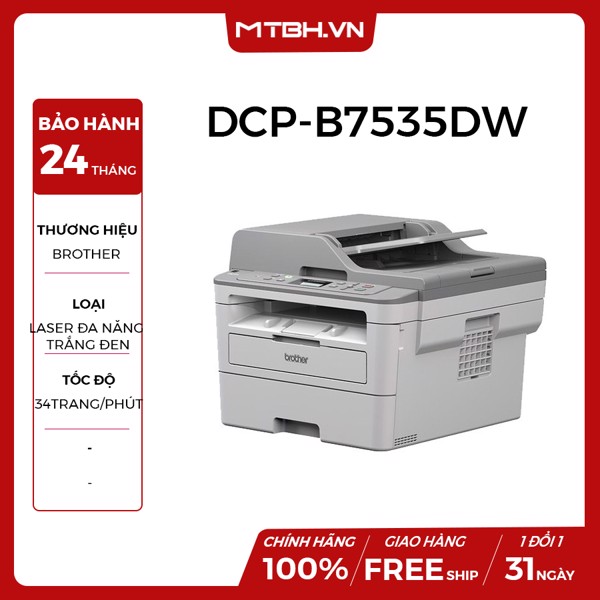 MTBH.VN
DCP-B7535DW
BẢO HÀNH
24 THÁNG
THƯƠNG HIỆU
BROTHER
LOẠI
LASER ĐA NĂNG
TRẮNG ĐEN
TỐC ĐỘ
34TRANG/PHÚT
-
-
brother
CHÍNH HÃNG
100%
GIAO HÀNG
FREE SHIP
1 ĐỔI 1
31 NGÀY